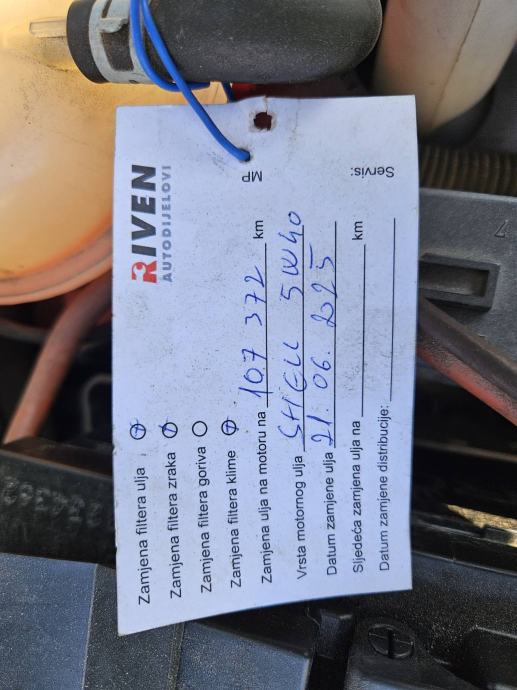 RIVEN
AUTODIJELOVI
MP
Servis:
Zamjena filtera ulja
Zamjena filtera zraka
Zamjena filtera goriva
Zamjena filtera klime
Zamjena ulja na motoru na 107 372 km
Vrsta motornog ulja SHELL 5W40
Datum zamjene ulja 21.06.2025
Sljedeća zamjena ulja na km
Datum zamjene distribucije:
4